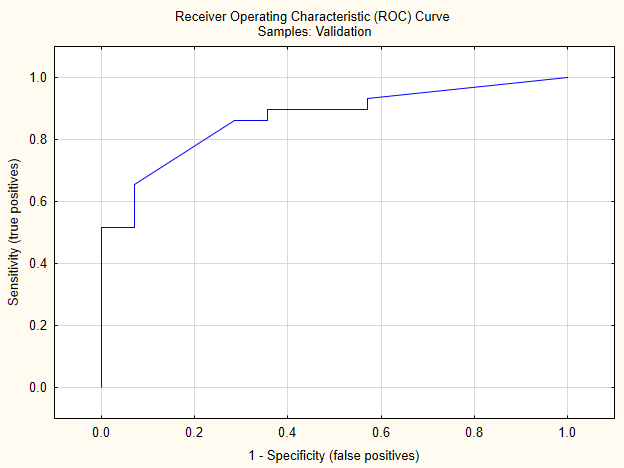 Receiver Operating Characteristic (ROC) Curve
Samples: Validation
1.0
0.8
0.6
0.4
0.2
0.0
Sensitivity (true positives)
0.0 0.2 0.4 0.6 0.8 1.0
1 - Specificity (false positives)